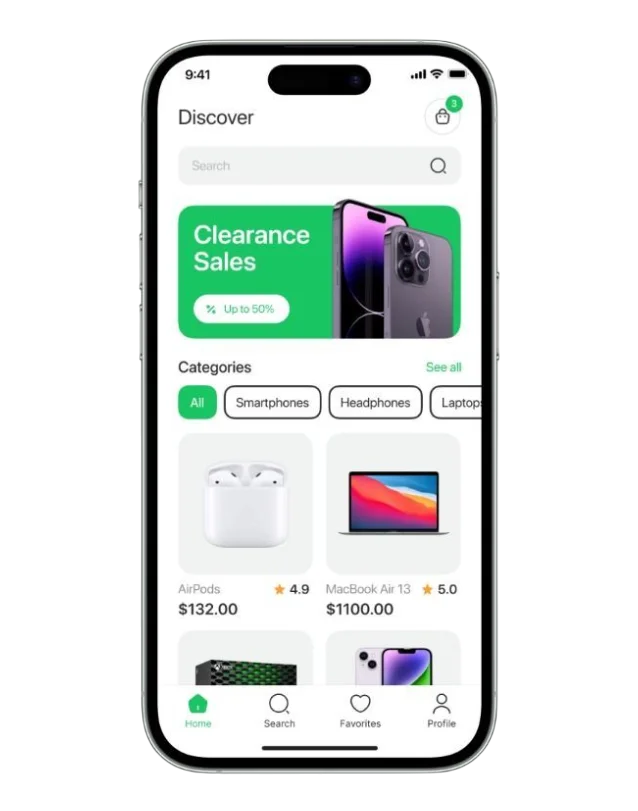 9:41
Discover
3
Search
Clearance
Sales
Up to 50%
Categories
See all
All
Smartphones
Headphones
Laptops
AirPods
4.9
MacBook Air 13
5.0
$132.00
$1100.00
XBOX
Home
Search
Favorites
Profile